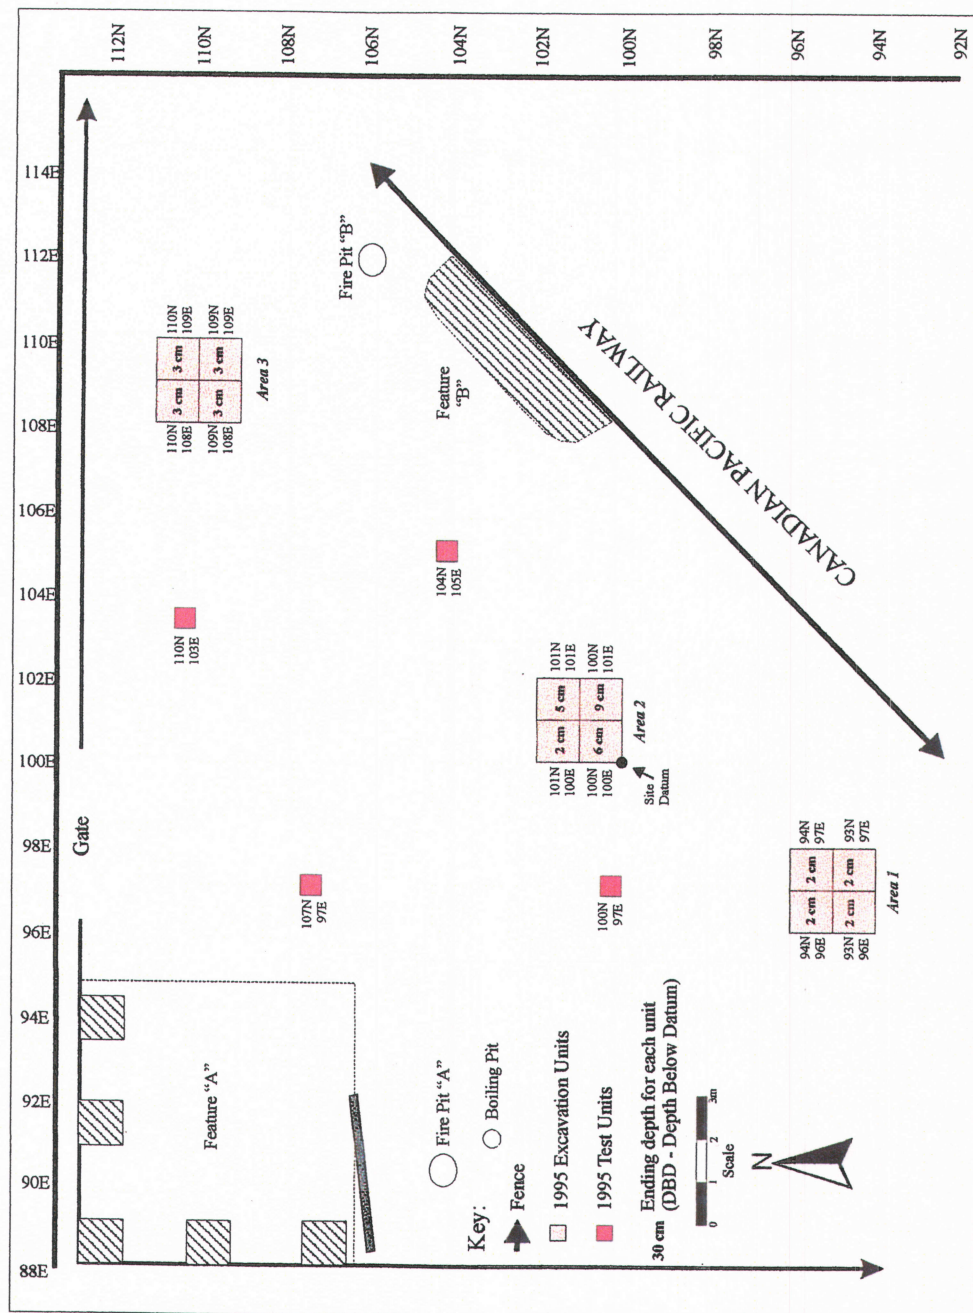 88E
90E
92E
94E
96E
98E
100E
102E
104E
106E
108E
110E
112E
114E
112N
110N
108N
106N
104N
102N
100N
98N
96N
94N
92N
Gate
Feature "A"
107N
97E
110N
103E
110N
108E
3 cm
3 cm
110N
109E
109N
108E
3 cm
3 cm
109N
109E
Area 3
Fire Pit "B"
Feature
"B"
104N
105E
CANADIAN PACIFIC RAILWAY
101N
100E
2 cm
5 cm
101N
101E
100N
100E
6 cm
9 cm
100N
101E
Area 2
Site
Datum
100N
97E
94N
96E
2 cm
2 cm
94N
97E
93N
96E
2 cm
2 cm
93N
97E
Area 1
Fire Pit "A"
Boiling Pit
Key:
Fence
1995 Excavation Units
1995 Test Units
30 cm Ending depth for each unit
(DBD - Depth Below Datum)
0 1 2 3m
Scale
N